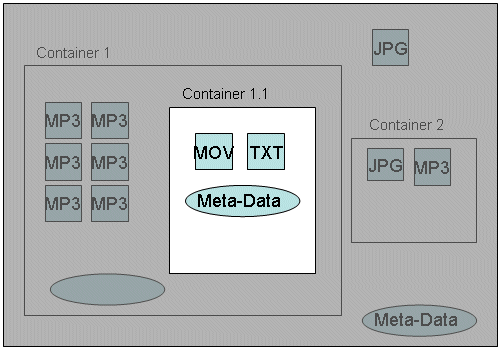 JPG
Container 1
Container 1.1
Container 2
MP3 MP3
MOV TXT
JPG MP3
MP3 MP3
Meta-Data
MP3 MP3
Meta-Data